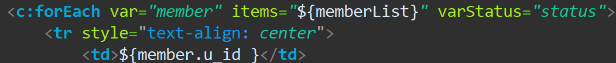 <c:forEach var="member" items="${memberList}" varStatus="status">
<tr style="text-align: center">
<td>${member.u_id }</td>